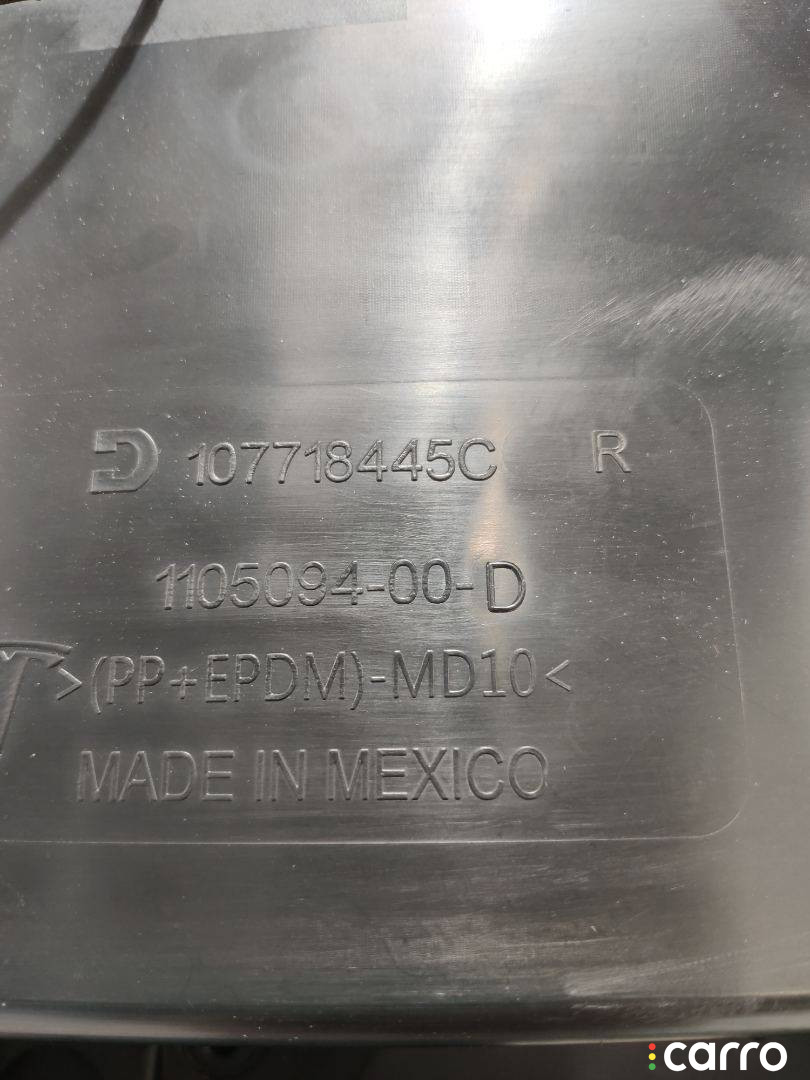 107718445C R
1105094-00-D
>(PP+EPDM)-MD10<
MADE IN MEXICO
carro